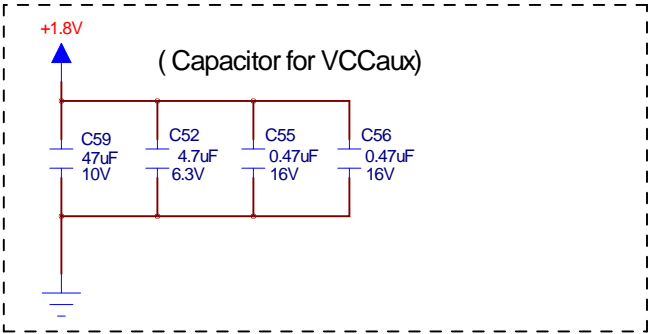 +1.8V
( Capacitor for VCCaux)
C59
47uF
10V
C52
4.7uF
6.3V
C55
0.47uF
16V
C56
0.47uF
16V